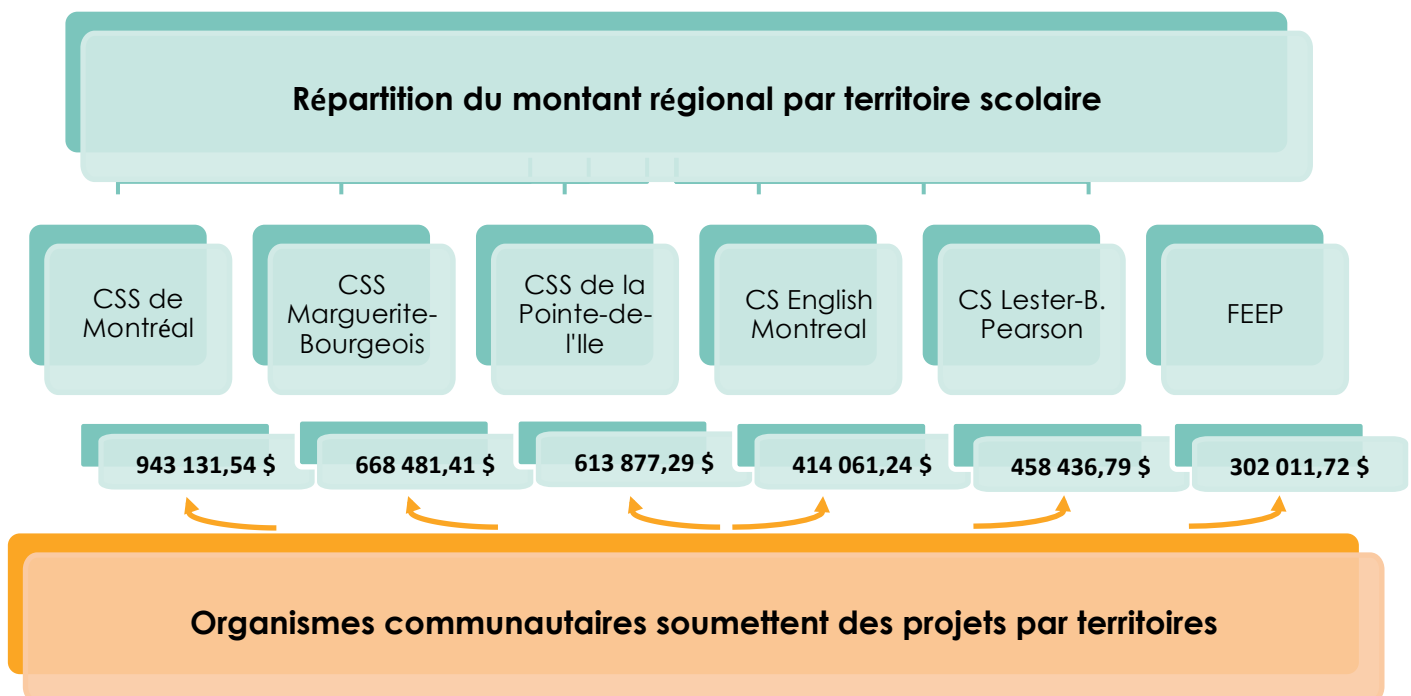 Répartition du montant régional par territoire scolaire
CSS de
Montréal
CSS
Marguerite-
Bourgeois
CSS de la
Pointe-de-
l'Ile
CS English
Montreal
CS Lester-B.
Pearson
FEEP
943 131,54 $
668 481,41 $
613 877,29 $
414 061,24 $
458 436,79 $
302 011,72 $
Organismes communautaires soumettent des projets par territoires